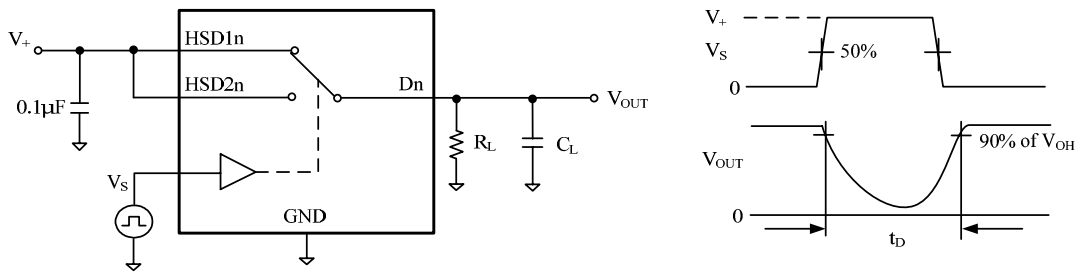 V+
HSD1n
HSD2n
Dn
0.1µF
VOUT
RL
CL
VS
GND
V+
VS
50%
0
VOUT
90% of VOH
0
tD